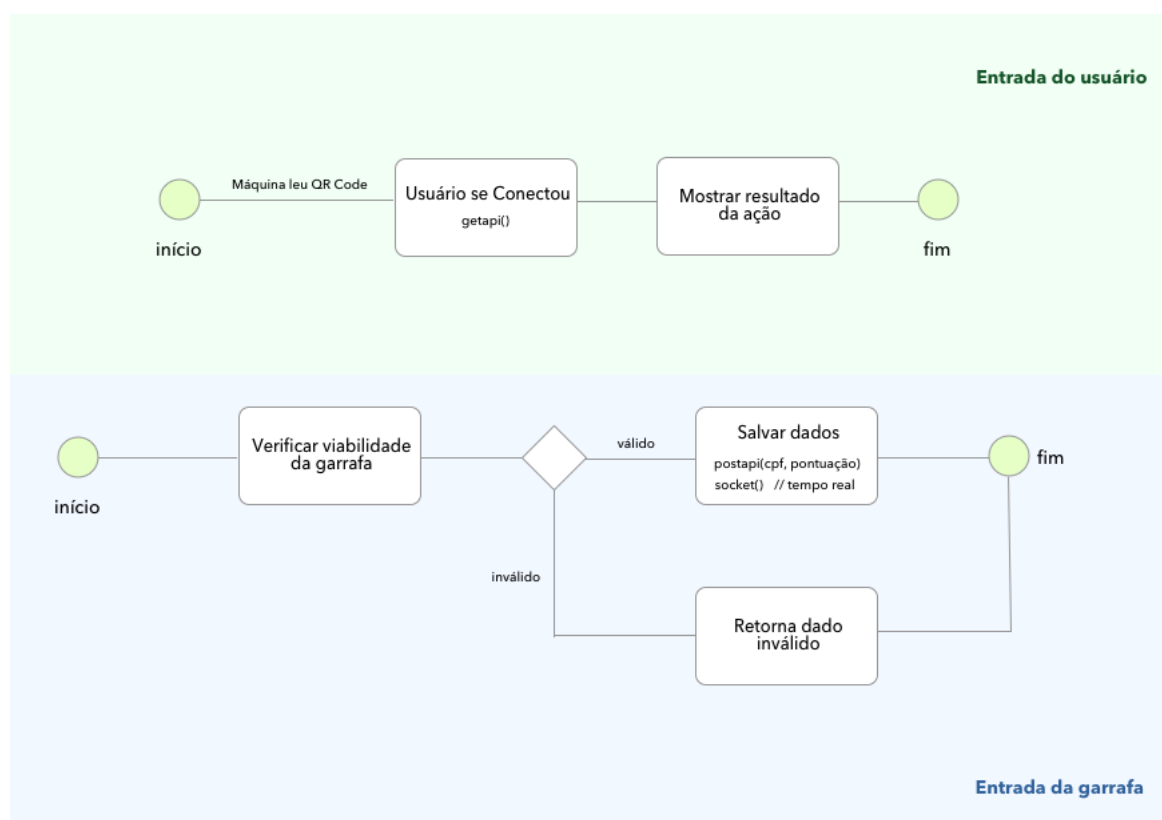 Entrada do usuário
Máquina leu QR Code
Usuário se Conectou
getapi()
Mostrar resultado
da ação
início
fim
Verificar viabilidade
da garrafa
válido
Salvar dados
postapi(cpf, pontuação)
socket() // tempo real
fim
início
inválido
Retorna dado
inválido
Entrada da garrafa